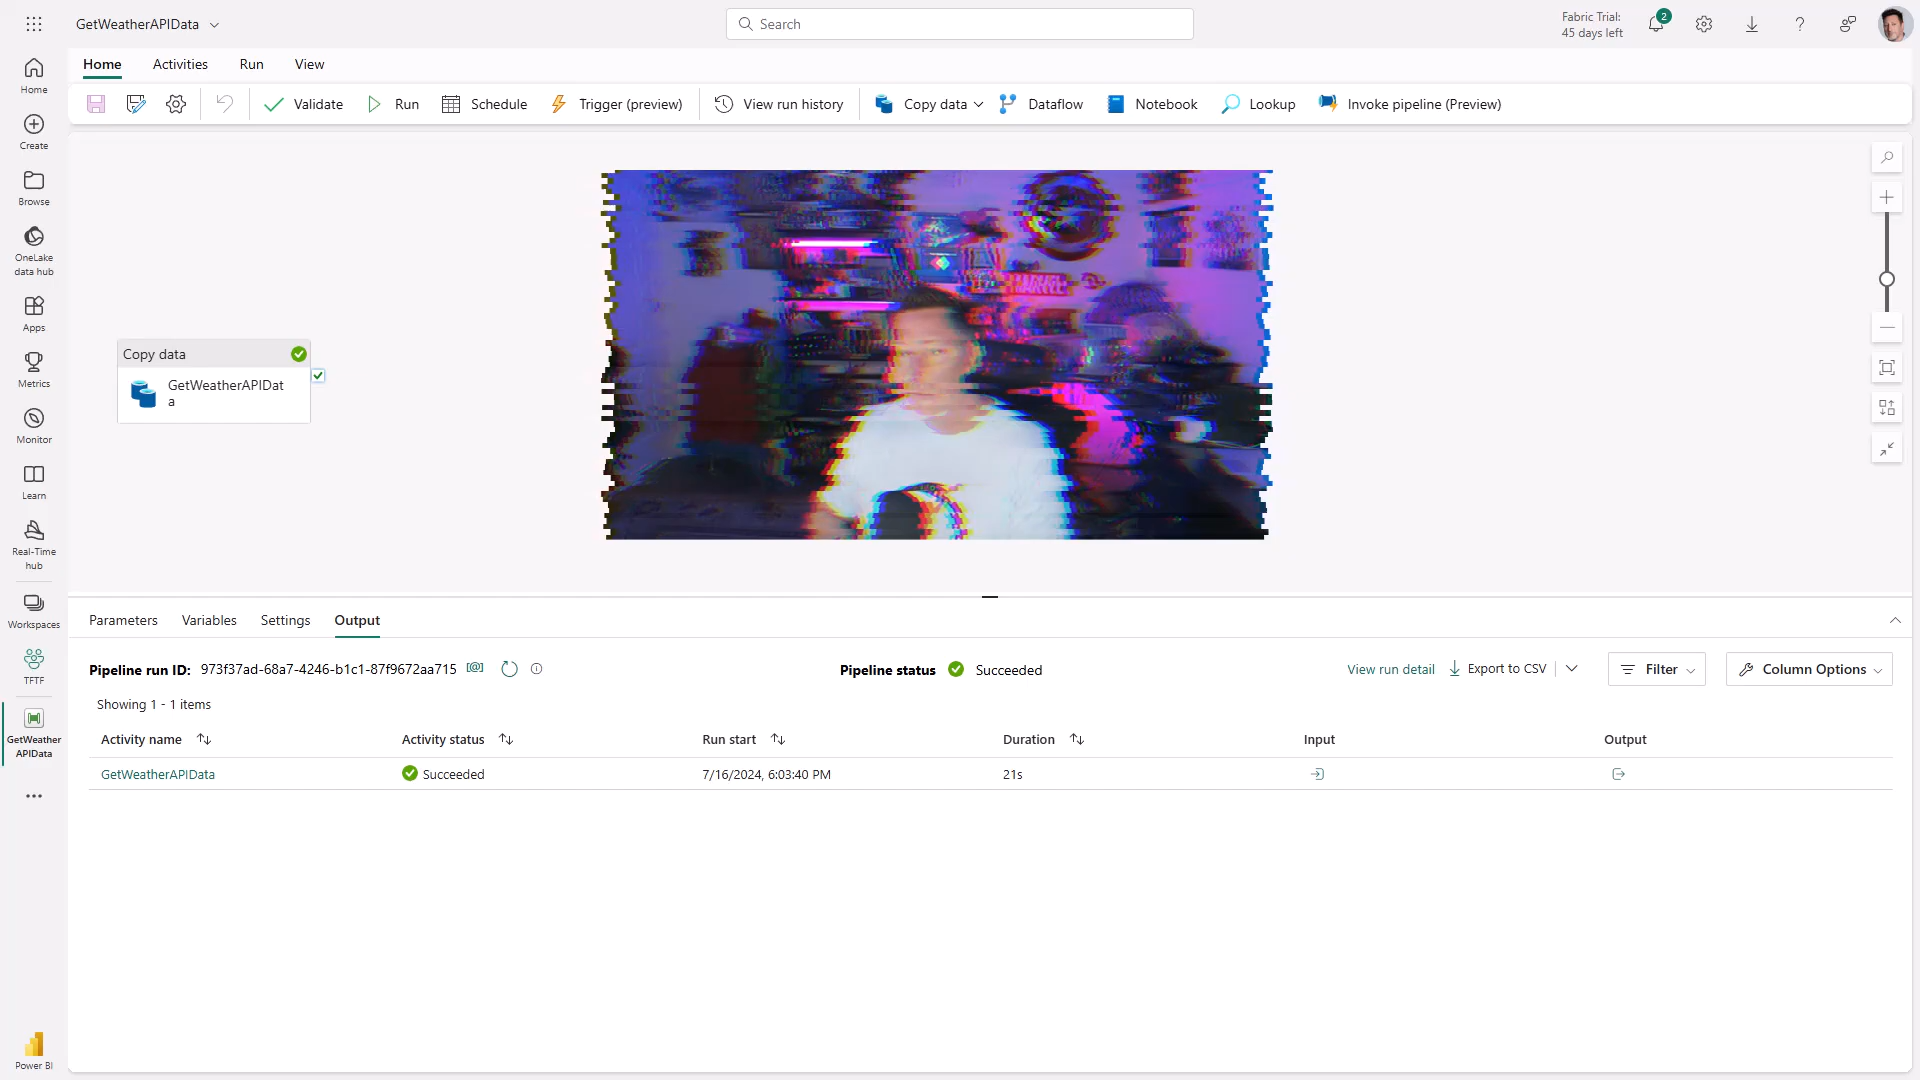 GetWeatherAPIData
Search
Fabric Trial:
45 days left
2
Home
Activities
Run
View
Validate
Run
Schedule
Trigger (preview)
View run history
Copy data
Dataflow
Notebook
Lookup
Invoke pipeline (Preview)
Home
Create
Browse
OneLake
data hub
Apps
Metrics
Monitor
Learn
Real-Time
hub
Workspaces
TFTF
GetWeather
APIData
Power BI
Copy data
GetWeatherAPIDat
a
MARVEL
Parameters
Variables
Settings
Output
Pipeline run ID: 973f37ad-68a7-4246-b1c1-87f9672aa715
Pipeline status
Succeeded
View run detail
Export to CSV
Filter
Column Options
Showing 1 - 1 items
Activity name
Activity status
Run start
Duration
Input
Output
GetWeatherAPIData
Succeeded
7/16/2024, 6:03:40 PM
21s